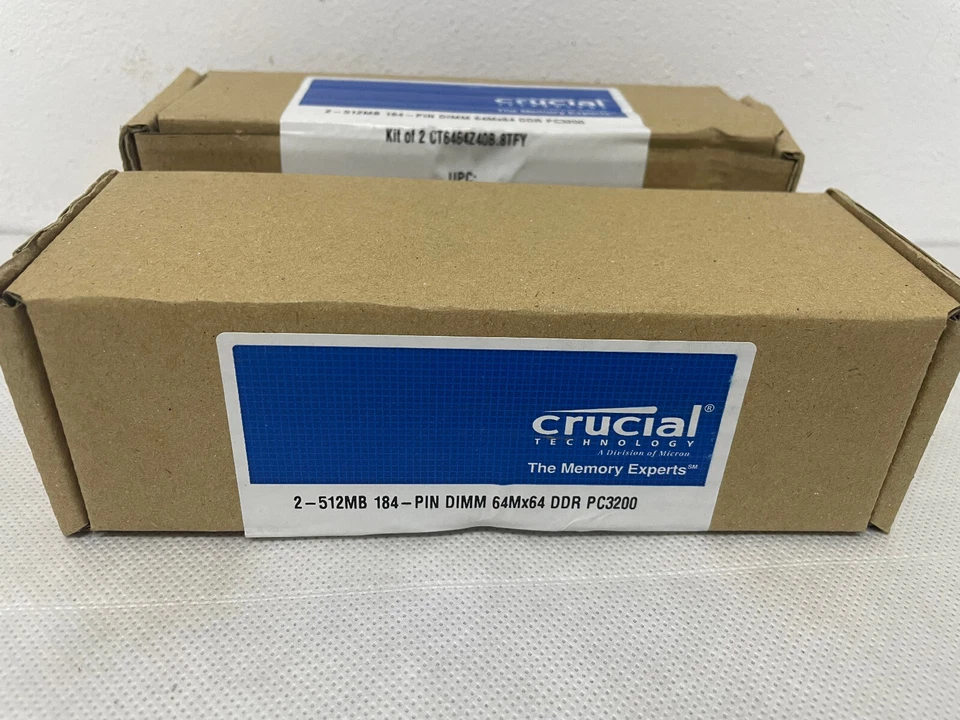 crucial
The Memory Experts
2-512MB 184-PIN DIMM 64Mx64 DDR PC3200
Kit of 2 CT6464Z40B.8TFY
UPC:
crucial®
TECHNOLOGY
A Division of Micron
The Memory Experts℠
2-512MB 184-PIN DIMM 64Mx64 DDR PC3200